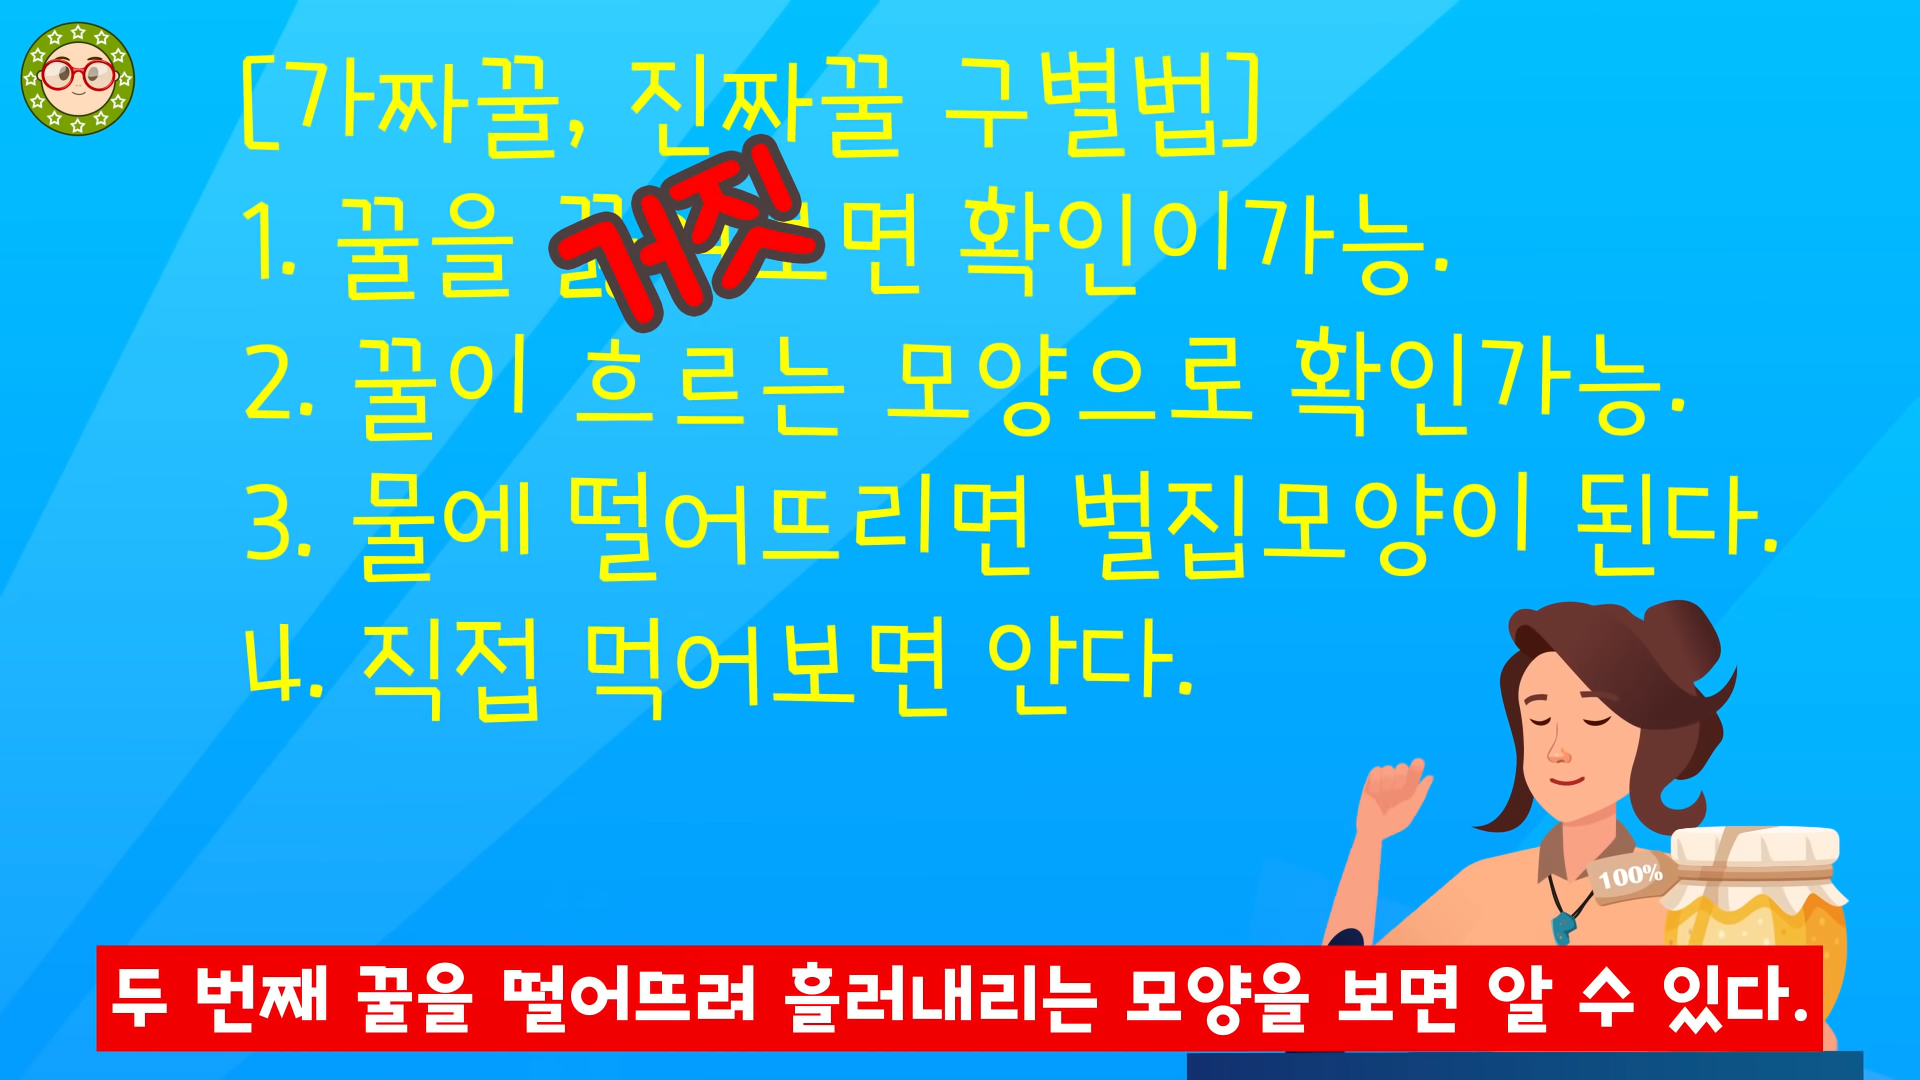 [가짜꿀, 진짜꿀 구별법]
1. 꿀을 보면 확인이가능.
거짓
2. 꿀이 흐르는 모양으로 확인가능.
3. 물에 떨어뜨리면 벌집모양이 된다.
4. 직접 먹어보면 안다.
100%
두 번째 꿀을 떨어뜨려 흘러내리는 모양을 보면 알 수 있다.